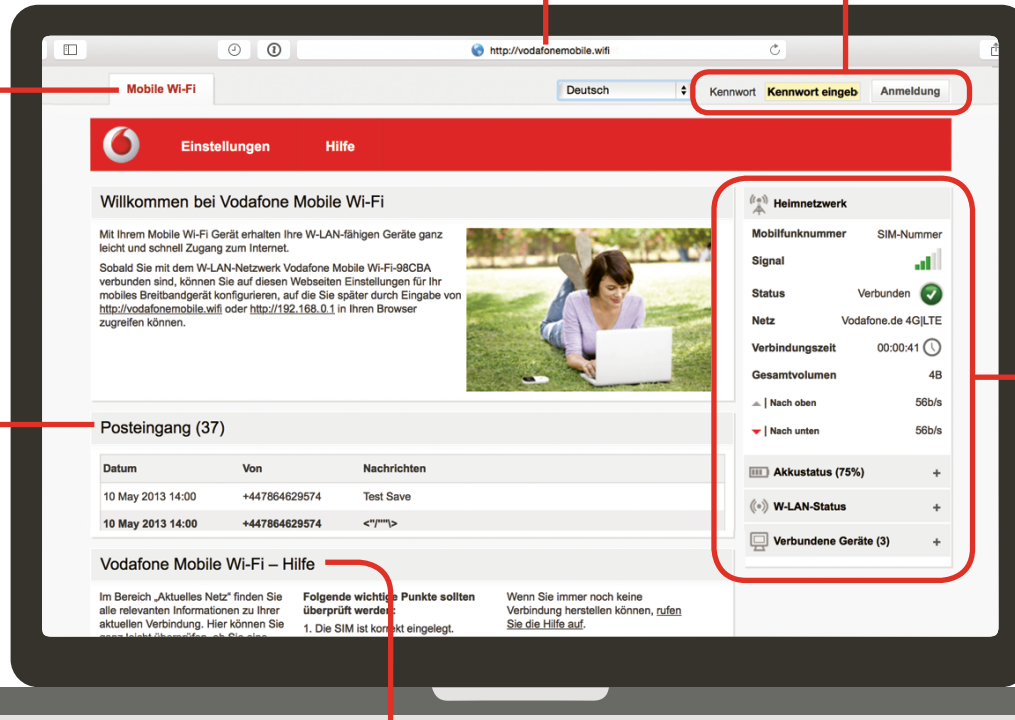 http://vodafonemobile.wifi
Mobile Wi-Fi
Deutsch
Kennwort Kennwort eingeb Anmeldung
Einstellungen Hilfe
Willkommen bei Vodafone Mobile Wi-Fi
Mit Ihrem Mobile Wi-Fi Gerät erhalten Ihre W-LAN-fähigen Geräte ganz
leicht und schnell Zugang zum Internet.
Sobald Sie mit dem W-LAN-Netzwerk Vodafone Mobile Wi-Fi-98CBA
verbunden sind, können Sie auf diesen Webseiten Einstellungen für Ihr
mobiles Breitbandgerät konfigurieren, auf die Sie später durch Eingabe von
http://vodafonemobile.wifi oder http://192.168.0.1 in Ihren Browser
zugreifen können.
Heimnetzwerk
Mobilfunknummer SIM-Nummer
Signal
Status Verbunden
Netz Vodafone.de 4G|LTE
Verbindungszeit 00:00:41
Gesamtvolumen 4B
| Nach oben 56b/s
| Nach unten 56b/s
Akkustatus (75%) +
W-LAN-Status +
Verbundene Geräte (3) +
Posteingang (37)
Datum Von Nachrichten
10 May 2013 14:00 +447864629574 Test Save
10 May 2013 14:00 +447864629574 <"/""'\>
Vodafone Mobile Wi-Fi – Hilfe
Im Bereich „Aktuelles Netz" finden Sie
alle relevanten Informationen zu Ihrer
aktuellen Verbindung. Hier können Sie
ganz leicht überprüfen, ob Sie eine
Folgende wichtige Punkte sollten
überprüft werden:
1. Die SIM ist korrekt eingelegt.
Wenn Sie immer noch keine
Verbindung herstellen können, rufen
Sie die Hilfe auf.